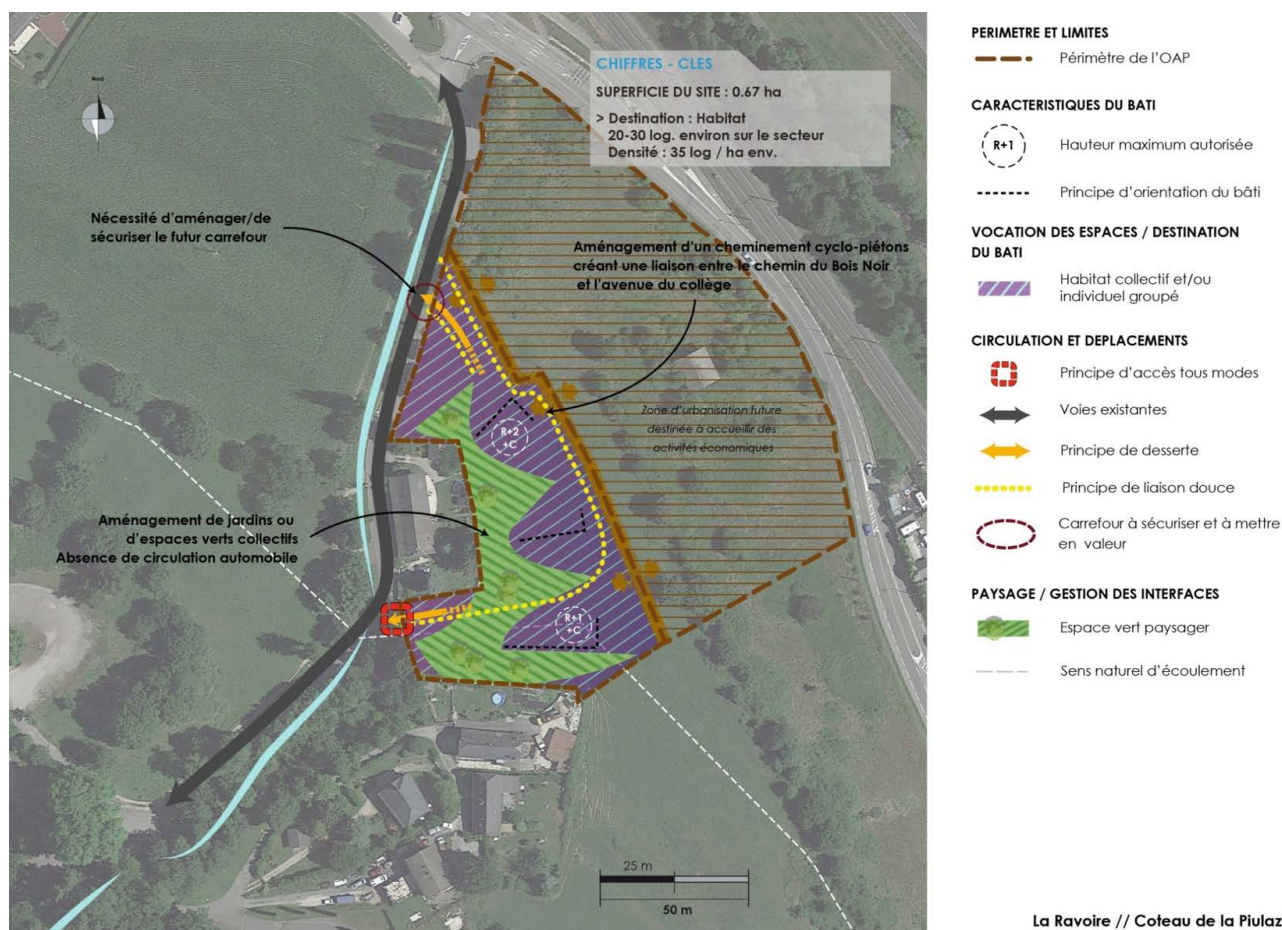 Nord
CHIFFRES - CLES
SUPERFICIE DU SITE : 0.67 ha
> Destination : Habitat
20-30 log. environ sur le secteur
Densité : 35 log / ha env.
Nécessité d'aménager/de
sécuriser le futur carrefour
Aménagement d'un cheminement cyclo-piétons
créant une liaison entre le chemin du Bois Noir
et l'avenue du collège
Zone d'urbanisation future
destinée à accueillir des
activités économiques
R+2
+C
Aménagement de jardins ou
d'espaces verts collectifs
Absence de circulation automobile
R+1
+C
25 m
50 m
PERIMETRE ET LIMITES
Périmètre de l'OAP
CARACTERISTIQUES DU BATI
R+1
Hauteur maximum autorisée
Principe d'orientation du bâti
VOCATION DES ESPACES / DESTINATION
DU BATI
Habitat collectif et/ou
individuel groupé
CIRCULATION ET DEPLACEMENTS
Principe d'accès tous modes
Voies existantes
Principe de desserte
Principe de liaison douce
Carrefour à sécuriser et à mettre
en valeur
PAYSAGE / GESTION DES INTERFACES
Espace vert paysager
Sens naturel d'écoulement
La Ravoire // Coteau de la Piulaz